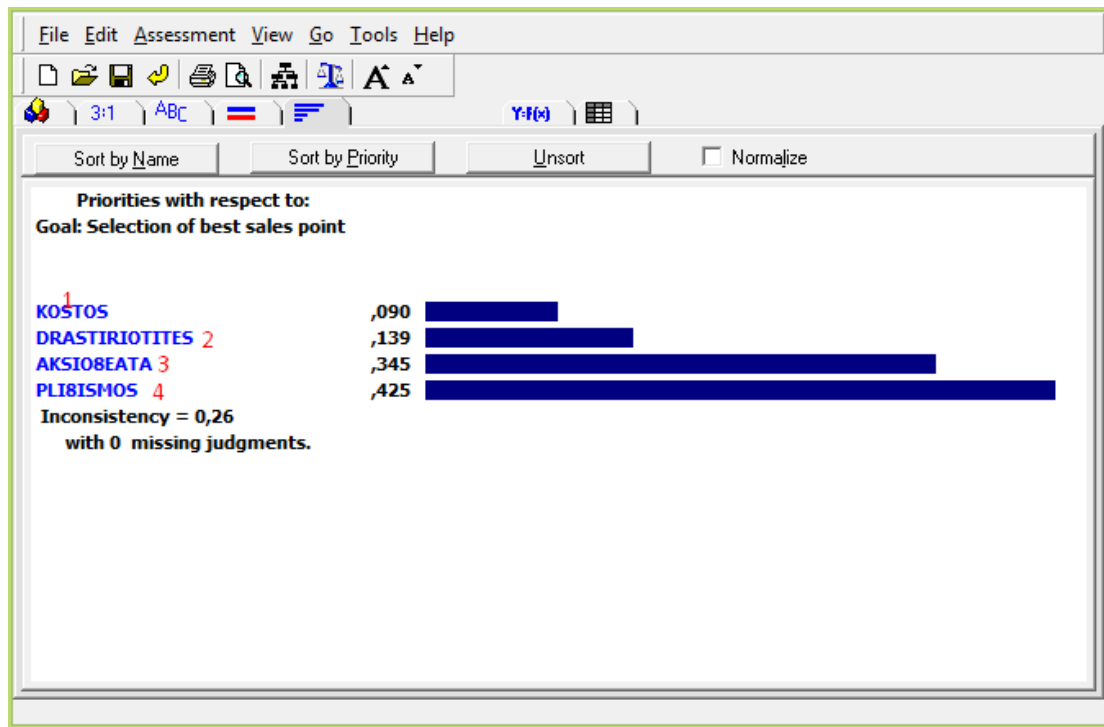 File Edit Assessment View Go Tools Help
A A
3:1 ABC Y=F(x)
Sort by Name Sort by Priority Unsort Normalize
Priorities with respect to:
Goal: Selection of best sales point
1
KOSTOS ,090
DRASTIRI0TITES 2 ,139
AKSIO8EATA 3 ,345
PLI8ISMOS 4 ,425
Inconsistency = 0,26
with 0 missing judgments.